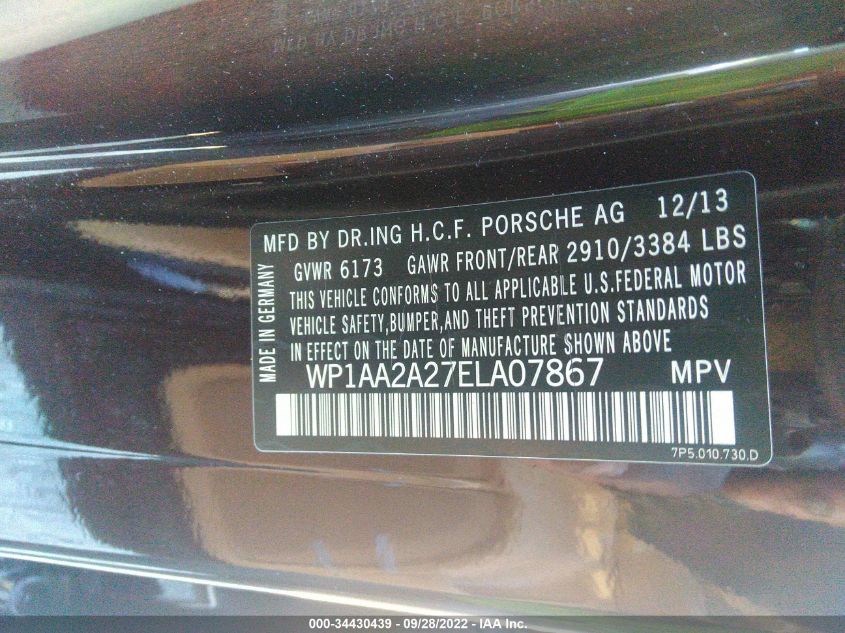 MFD BY DR.ING H.C.F. PORSCHE AG 12/13
GVWR 6173 GAWR FRONT/REAR 2910/3384 LBS
THIS VEHICLE CONFORMS TO ALL APPLICABLE U.S.FEDERAL MOTOR
VEHICLE SAFETY,BUMPER,AND THEFT PREVENTION STANDARDS
IN EFFECT ON THE DATE OF MANUFACTURE SHOWN ABOVE
MADE IN GERMANY
WP1AA2A27ELA07867 MPV
7P5.010.730.D
000-34430439 - 09/28/2022 - IAA Inc.